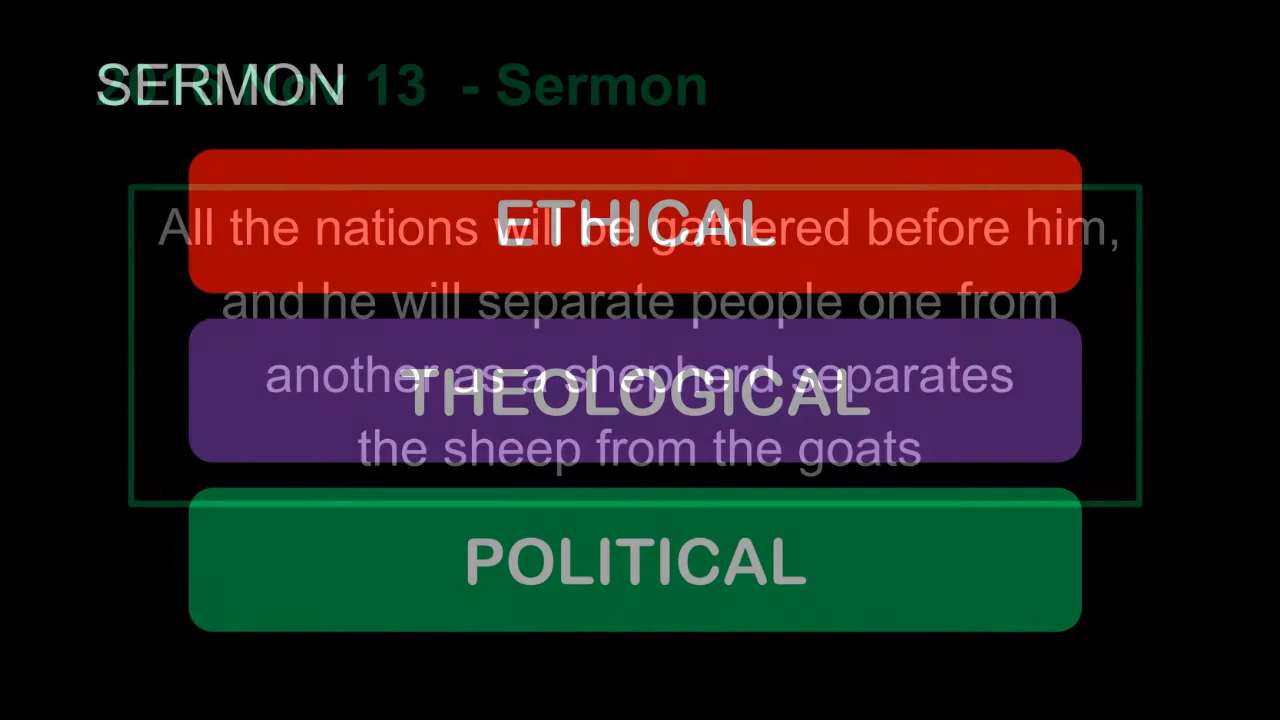 SERMON
Nov 13 - Sermon
ETHICAL
All the nations will be gathered before him,
and he will separate people one from
another as a shepherd separates
THEOLOGICAL
the sheep from the goats
POLITICAL